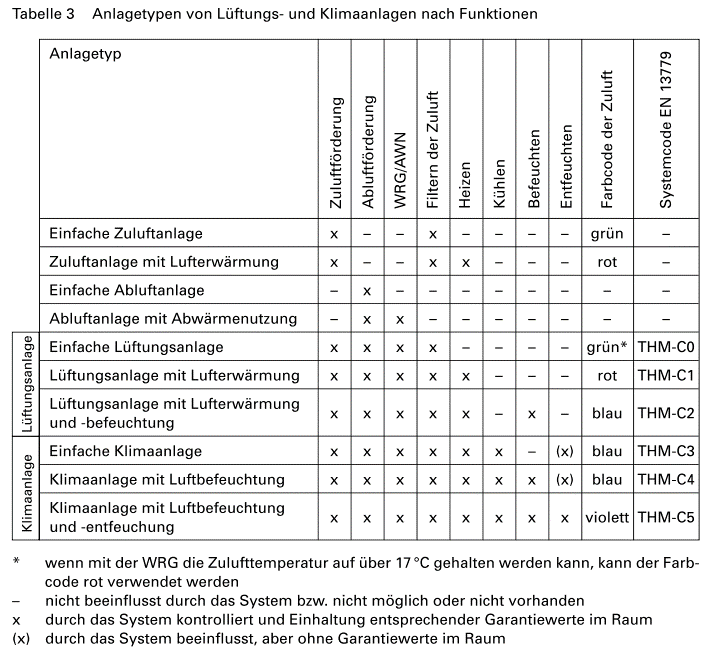 Tabelle 3 Anlagetypen von Lüftungs- und Klimaanlagen nach Funktionen
Anlagetyp Zuluftförderung Abluftförderung WRG/AWN Filtern der Zuluft Heizen Kühlen Befeuchten Entfeuchten Farbcode der Zuluft Systemcode EN 13779
Einfache Zuluftanlage x – – x – – – – grün –
Zuluftanlage mit Lufterwärmung x – – x x – – – rot –
Einfache Abluftanlage – x – – – – – – – –
Abluftanlage mit Abwärmenutzung – x x – – – – – – –
Lüftungsanlage
Einfache Lüftungsanlage x x x x – – – – grün* THM-C0
Lüftungsanlage mit Lufterwärmung x x x x x – – – rot THM-C1
Lüftungsanlage mit Lufterwärmung
und -befeuchtung x x x x x – x – blau THM-C2
Klimaanlage
Einfache Klimaanlage x x x x x x – (x) blau THM-C3
Klimaanlage mit Luftbefeuchtung x x x x x x x (x) blau THM-C4
Klimaanlage mit Luftbefeuchtung
und -entfeuchung x x x x x x x x violett THM-C5
* wenn mit der WRG die Zulufttemperatur auf über 17 °C gehalten werden kann, kann der Farb-
code rot verwendet werden
– nicht beeinflusst durch das System bzw. nicht möglich oder nicht vorhanden
x durch das System kontrolliert und Einhaltung entsprechender Garantiewerte im Raum
(x) durch das System beeinflusst, aber ohne Garantiewerte im Raum